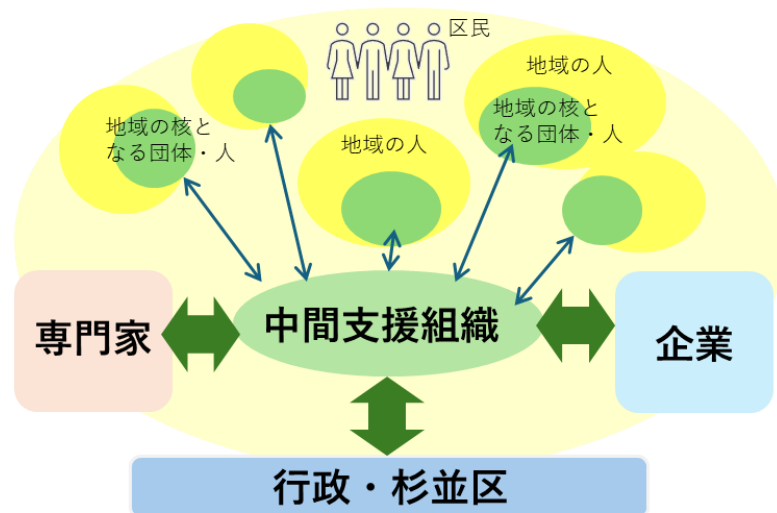 区民
地域の人
地域の核と
なる団体・人
地域の核と
なる団体・人
地域の人
中間支援組織
専門家
企業
行政・杉並区